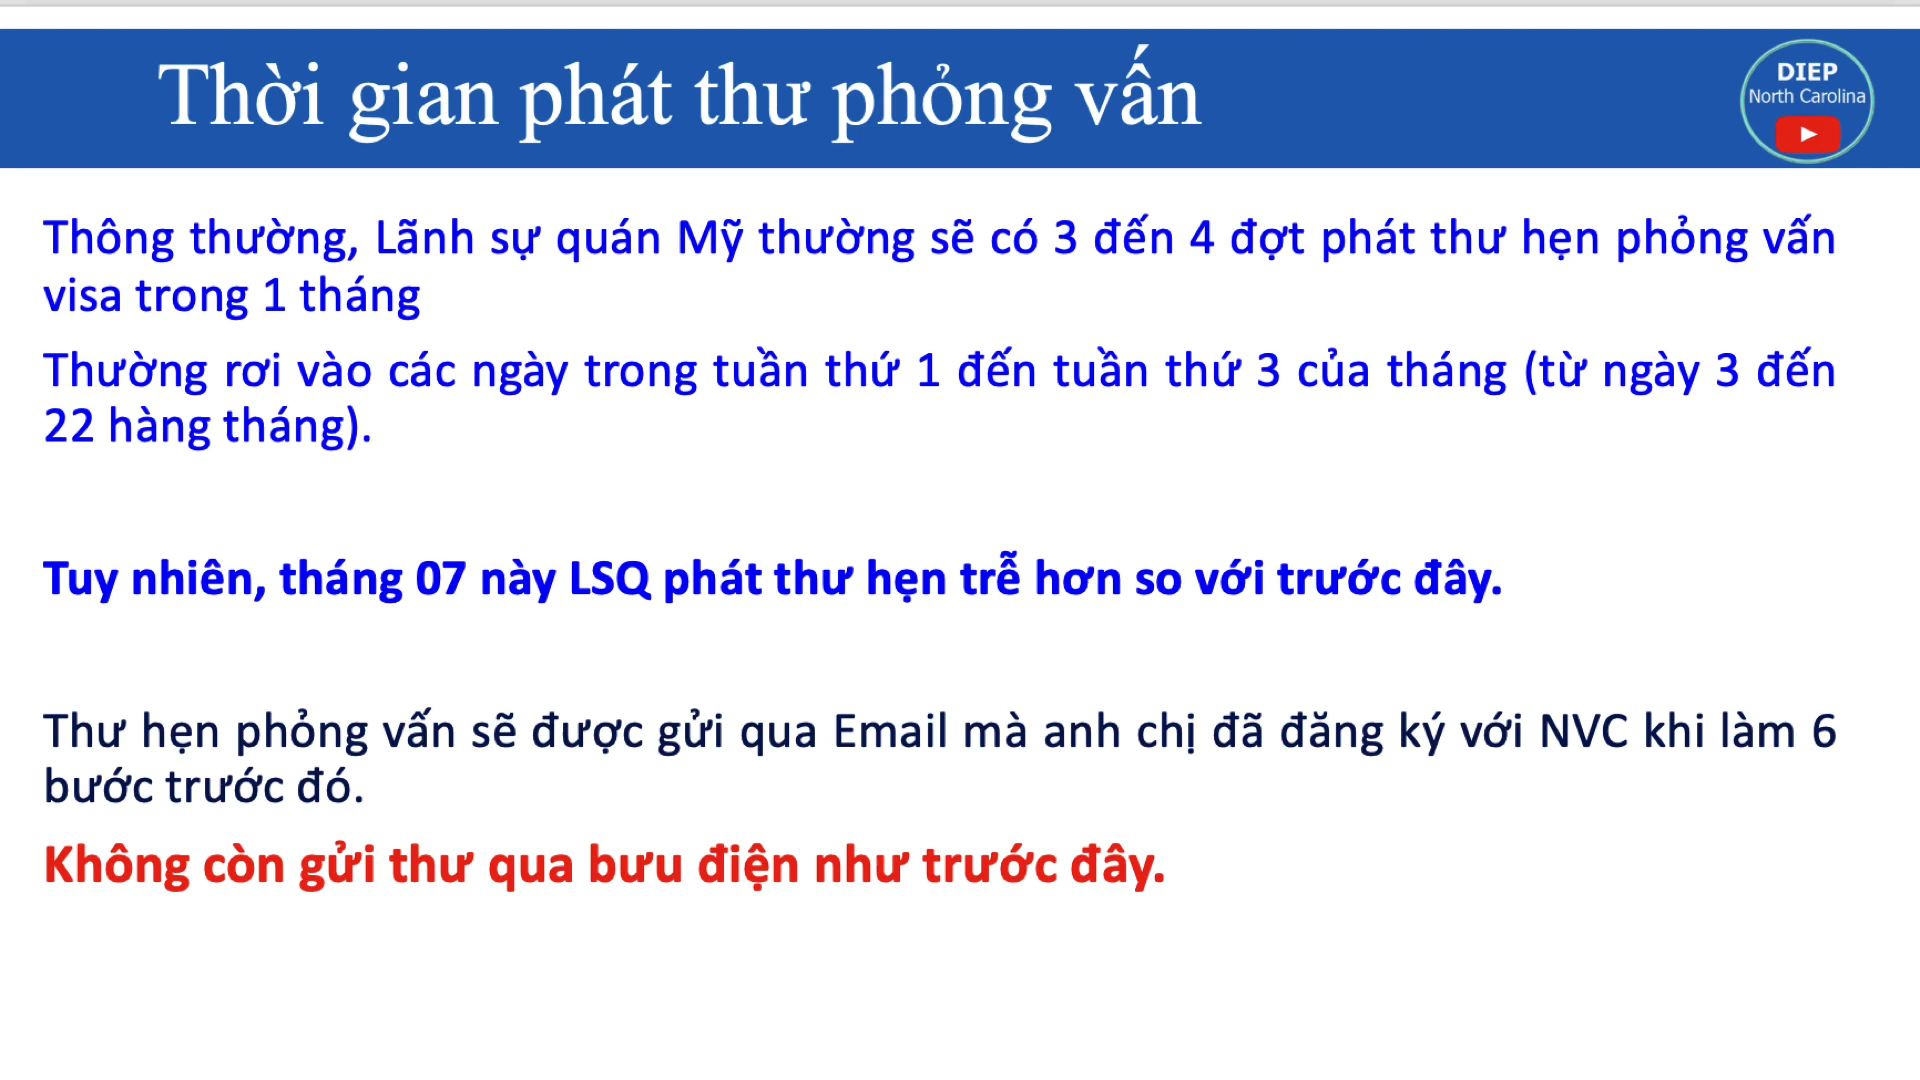 Thời gian phát thư phỏng vấn
DIEP
North Carolina
Thông thường, Lãnh sự quán Mỹ thường sẽ có 3 đến 4 đợt phát thư hẹn phỏng vấn
visa trong 1 tháng
Thường rơi vào các ngày trong tuần thứ 1 đến tuần thứ 3 của tháng (từ ngày 3 đến
22 hàng tháng).
Tuy nhiên, tháng 07 này LSQ phát thư hẹn trễ hơn so với trước đây.
Thư hẹn phỏng vấn sẽ được gửi qua Email mà anh chị đã đăng ký với NVC khi làm 6
bước trước đó.
Không còn gửi thư qua bưu điện như trước đây.